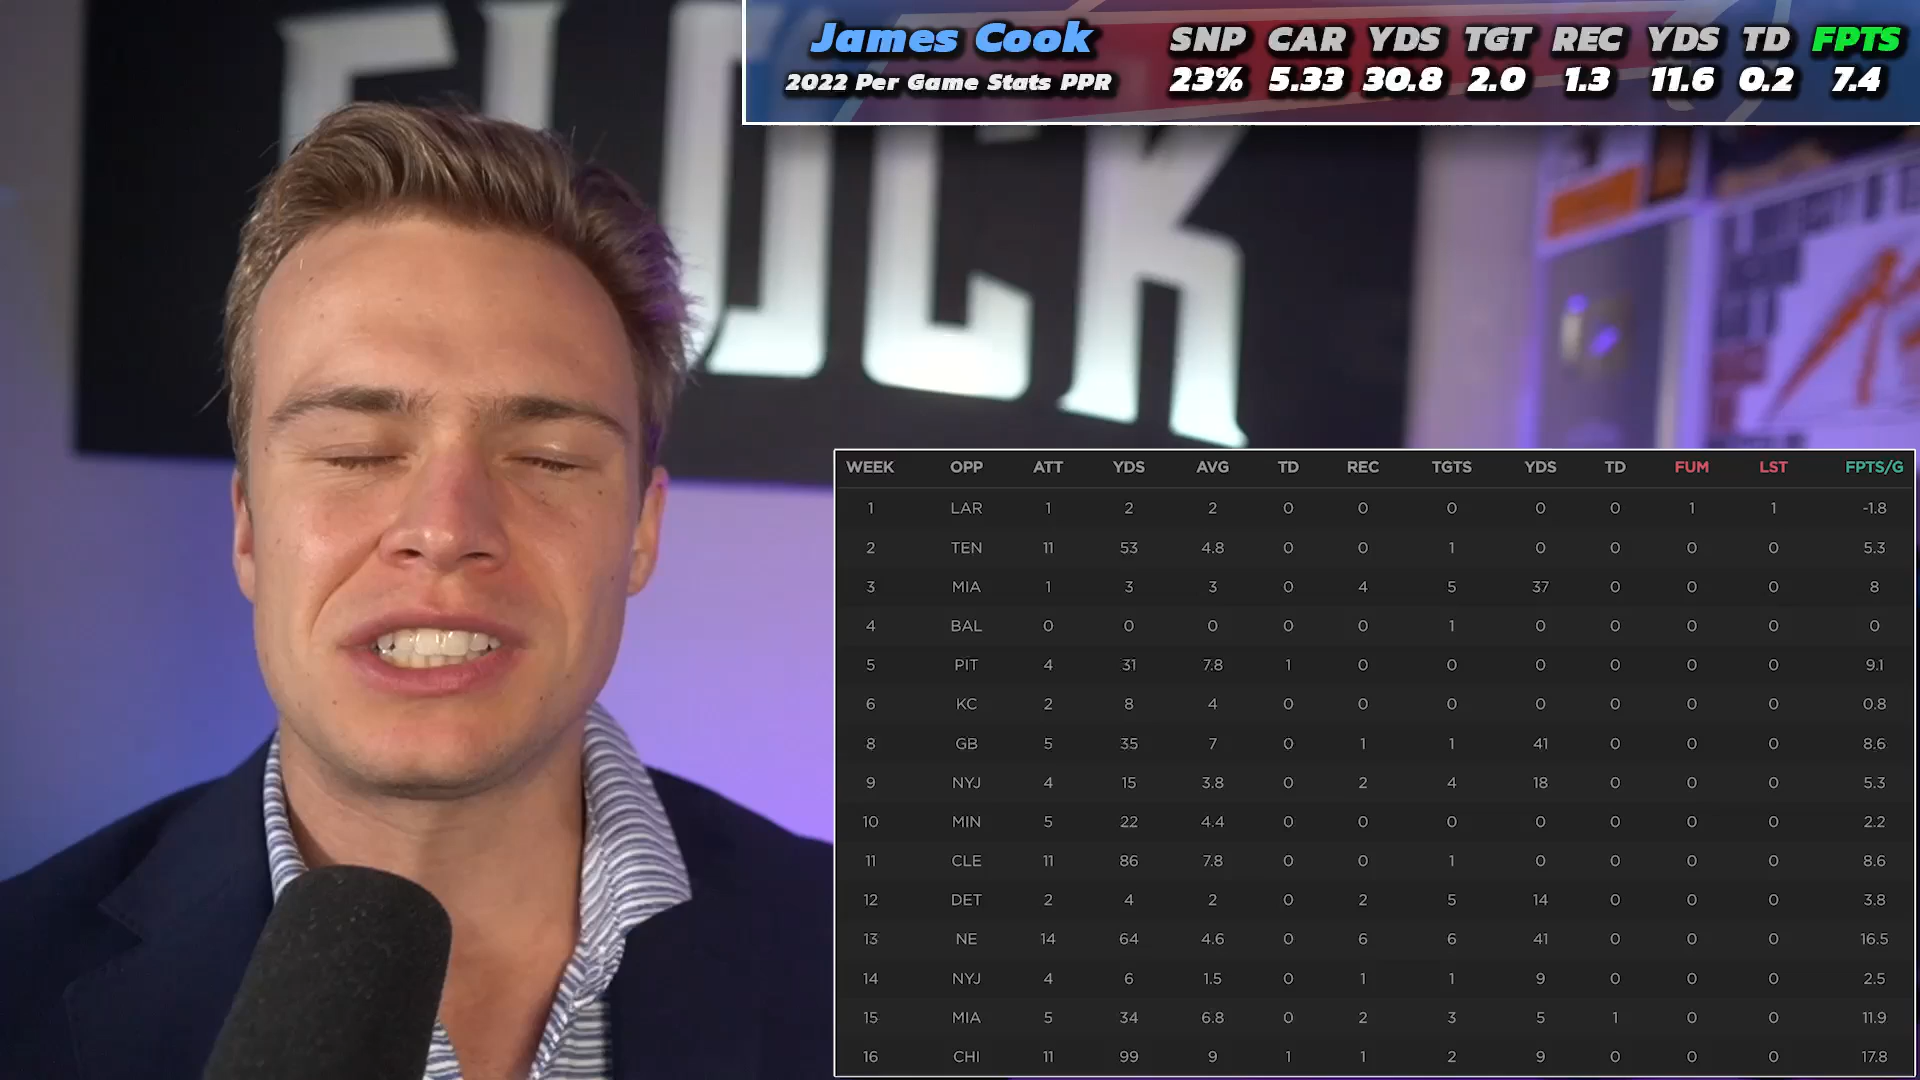 James Cook SNP CAR YDS TGT REC YDS TD FPTS
2022 Per Game Stats PPR 23% 5.33 30.8 2.0 1.3 11.6 0.2 7.4
WEEK OPP ATT YDS AVG TD REC TGTS YDS TD FUM LST FPTS/G
1 LAR 1 2 2 0 0 0 0 0 1 1 -1.8
2 TEN 11 53 4.8 0 0 1 0 0 0 0 5.3
3 MIA 1 3 3 0 4 5 37 0 0 0 8
4 BAL 0 0 0 0 0 1 0 0 0 0 0
5 PIT 4 31 7.8 1 0 0 0 0 0 0 9.1
6 KC 2 8 4 0 0 0 0 0 0 0 0.8
8 GB 5 35 7 0 1 1 41 0 0 0 8.6
9 NYJ 4 15 3.8 0 2 4 18 0 0 0 5.3
10 MIN 5 22 4.4 0 0 0 0 0 0 0 2.2
11 CLE 11 86 7.8 0 0 1 0 0 0 0 8.6
12 DET 2 4 2 0 2 5 14 0 0 0 3.8
13 NE 14 64 4.6 0 6 6 41 0 0 0 16.5
14 NYJ 4 6 1.5 0 1 1 9 0 0 0 2.5
15 MIA 5 34 6.8 0 2 3 5 1 0 0 11.9
16 CHI 11 99 9 1 1 2 9 0 0 0 17.8